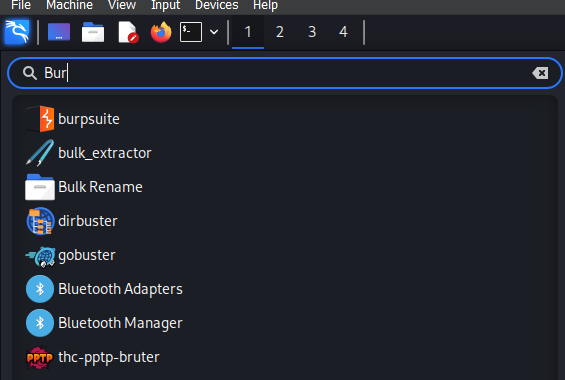 File Machine View Input Devices Help
1 2 3 4
Bur
burpsuite
bulk_extractor
Bulk Rename
dirbuster
gobuster
Bluetooth Adapters
Bluetooth Manager
PPTP thc-pptp-bruter